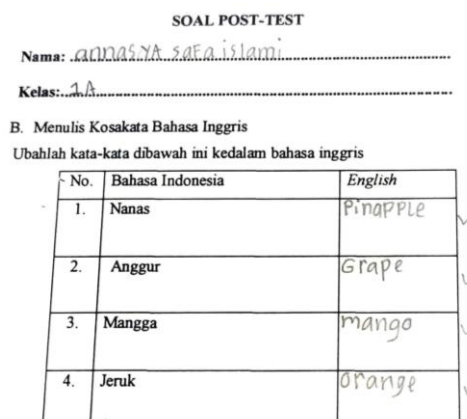 SOAL POST-TEST
Nama: annasya safa islami
Kelas: 1A
B. Menulis Kosakata Bahasa Inggris
Ubahlah kata-kata dibawah ini kedalam bahasa inggris
No. Bahasa Indonesia English
1. Nanas Pinapple
2. Anggur Grape
3. Mangga mango
4. Jeruk orange